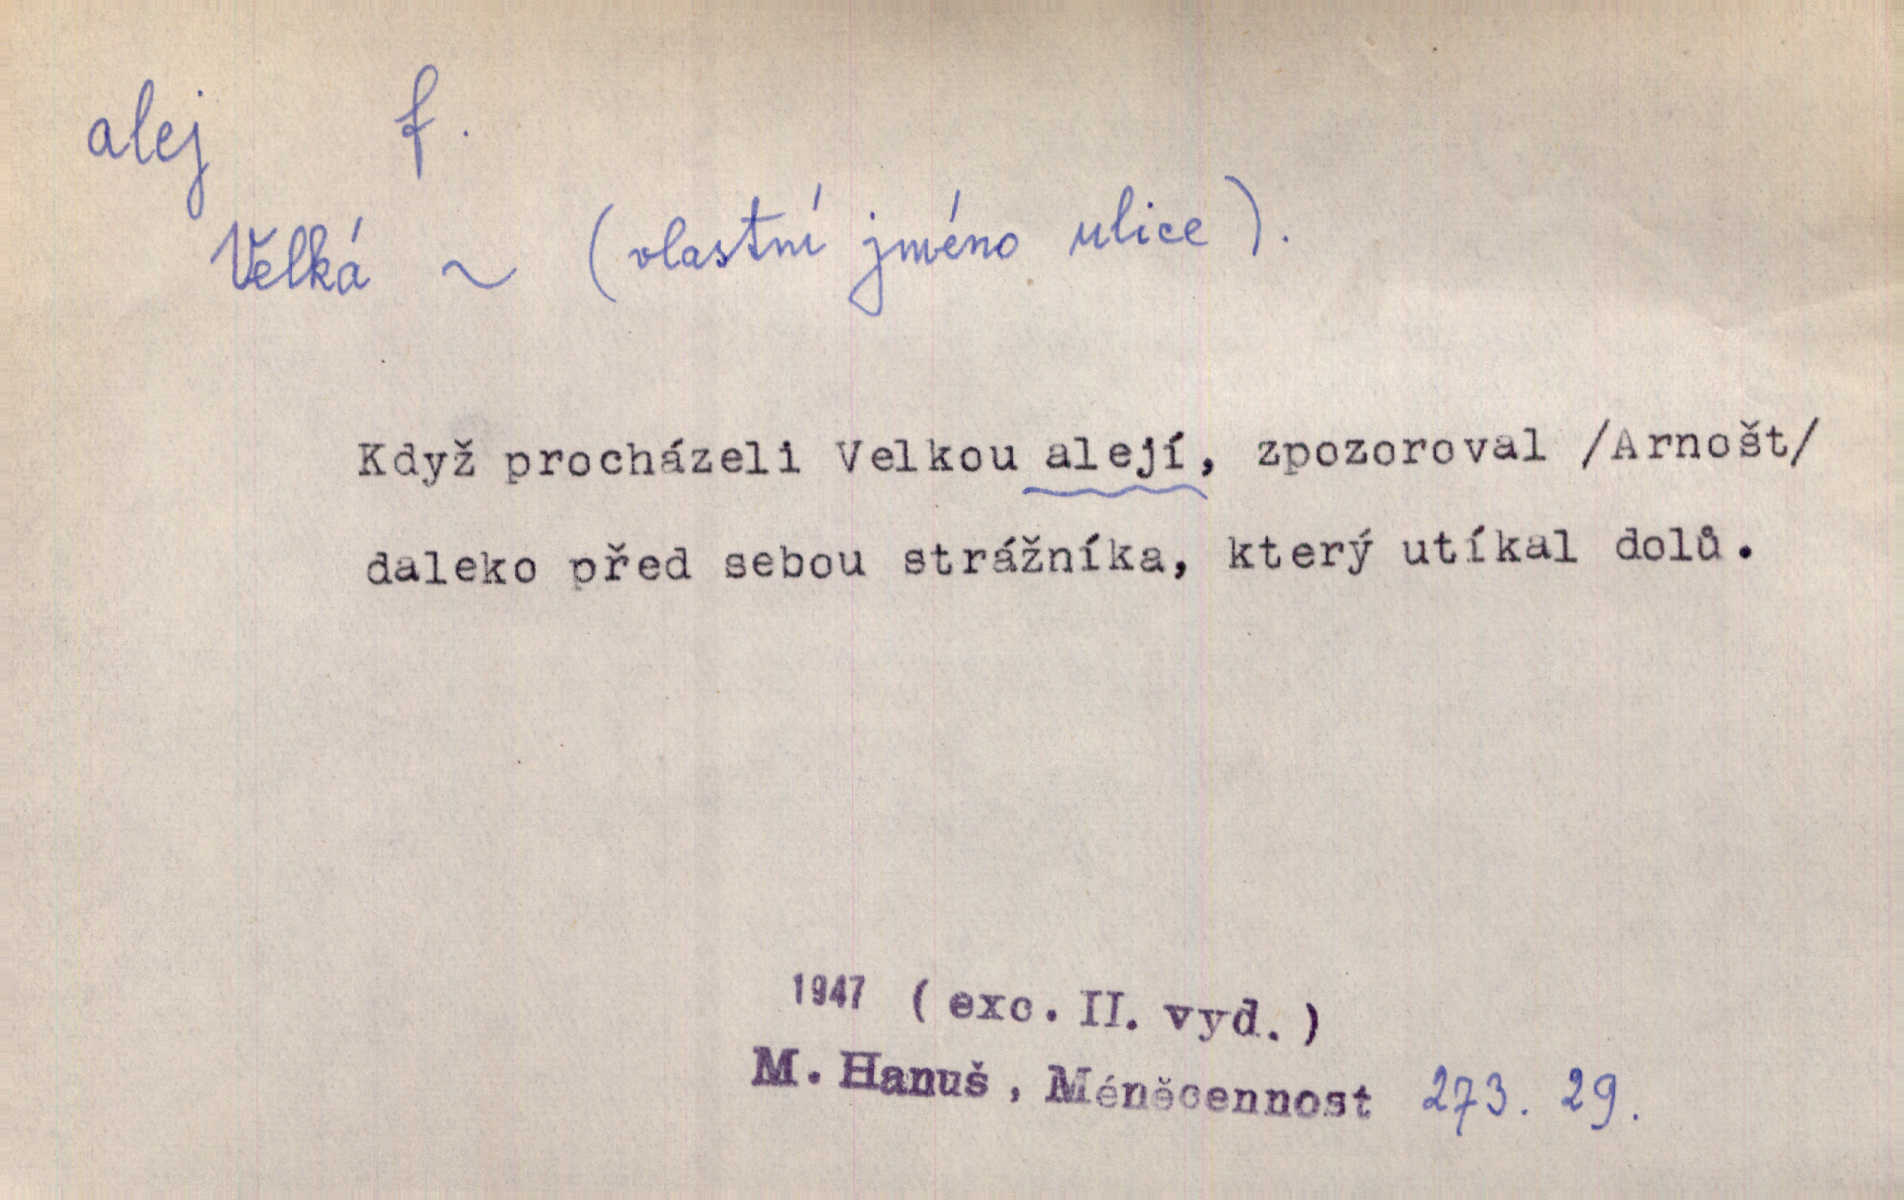 alej f.
Velká ~ (vlastní jméno ulice).
Když procházeli Velkou alejí, zpozoroval /Arnošt/
daleko před sebou strážníka, který utíkal dolů.
1947 (exc. II. vyd.)
M. Hanuš, Méněcennost 273. 29.